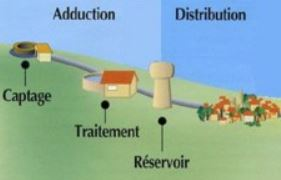 Adduction
Distribution
Captage
Traitement
Réservoir